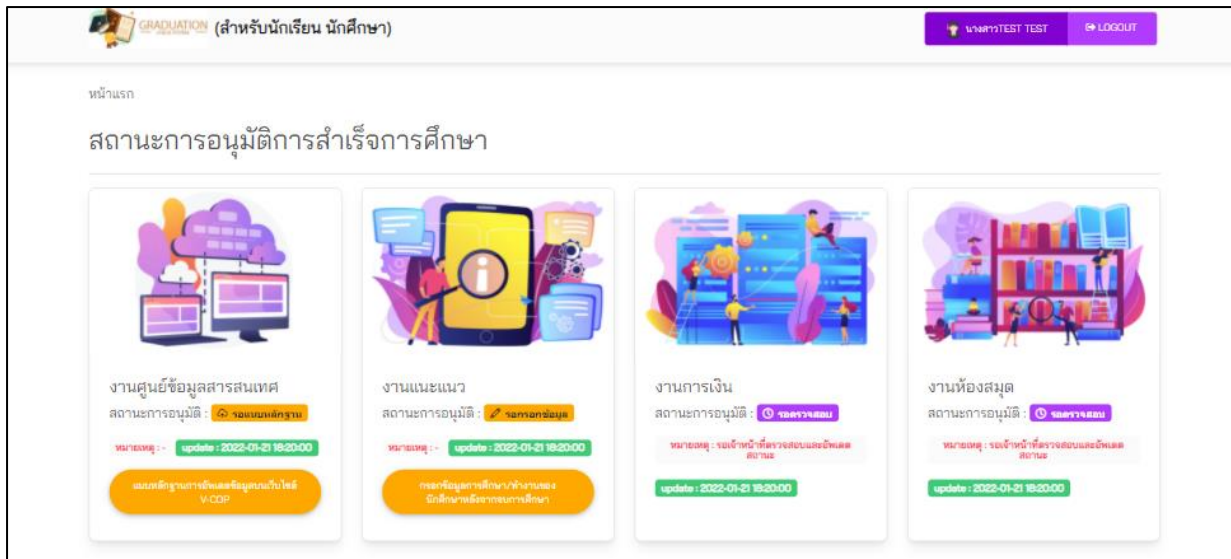 GRADUATION (สำหรับนักเรียน นักศึกษา)
นางสาวTEST TEST
LOGOUT
หน้าแรก
สถานะการอนุมัติการสำเร็จการศึกษา
งานศูนย์ข้อมูลสารสนเทศ
สถานะการอนุมัติ : รอแนบหลักฐาน
หมายเหตุ : - update : 2022-01-21 18:20:00
แนบหลักฐานการอัพเดตข้อมูลบนเว็บไซต์
V-COP
งานแนะแนว
สถานะการอนุมัติ : รอกรอกข้อมูล
หมายเหตุ : - update : 2022-01-21 18:20:00
กรอกข้อมูลการศึกษา/ทำงานของ
นักศึกษาหลังจากจบการศึกษา
งานการเงิน
สถานะการอนุมัติ : รอตรวจสอบ
หมายเหตุ : รอเจ้าหน้าที่ตรวจสอบและอัพเดต
สถานะ
update : 2022-01-21 18:20:00
งานห้องสมุด
สถานะการอนุมัติ : รอตรวจสอบ
หมายเหตุ : รอเจ้าหน้าที่ตรวจสอบและอัพเดต
สถานะ
update : 2022-01-21 18:20:00